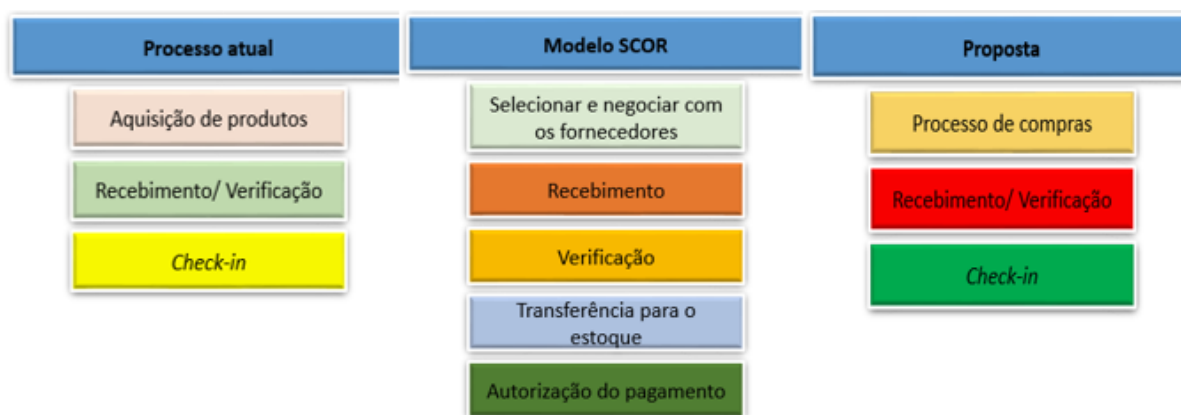 Processo atual
Aquisição de produtos
Recebimento/ Verificação
Check-in
Modelo SCOR
Selecionar e negociar com
os fornecedores
Recebimento
Verificação
Transferência para o
estoque
Autorização do pagamento
Proposta
Processo de compras
Recebimento/ Verificação
Check-in